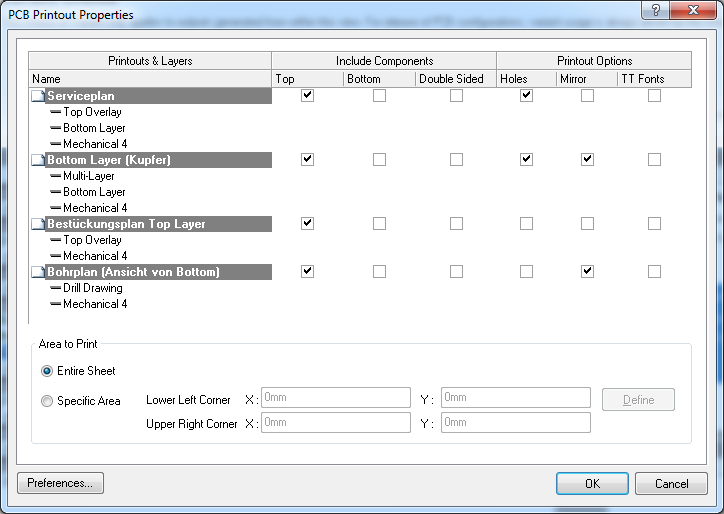 PCB Printout Properties
Printouts & Layers Include Components Printout Options
Name Top Bottom Double Sided Holes Mirror TT Fonts
Serviceplan
Top Overlay
Bottom Layer
Mechanical 4
Bottom Layer (Kupfer)
Multi-Layer
Bottom Layer
Mechanical 4
Bestückungsplan Top Layer
Top Overlay
Mechanical 4
Bohrplan (Ansicht von Bottom)
Drill Drawing
Mechanical 4
Area to Print
Entire Sheet
Specific Area Lower Left Corner X : 0mm Y : 0mm Define
Upper Right Corner X : 0mm Y : 0mm
Preferences... OK Cancel